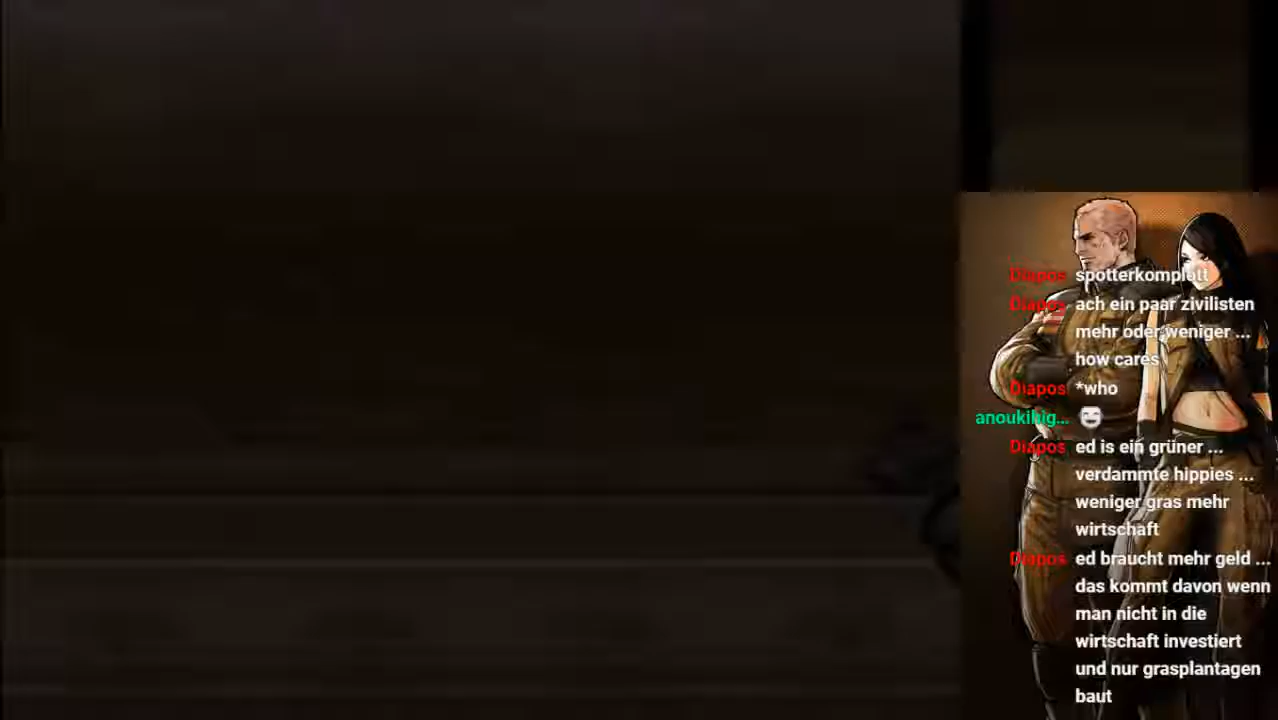 Diapos spotterkomplott
Diapos ach ein paar zivilisten
mehr oder weniger ...
how cares
Diapos *who
anoukihig...
Diapos ed is ein grüner ...
verdammte hippies ...
weniger gras mehr
wirtschaft
Diapos ed braucht mehr geld ...
das kommt davon wenn
man nicht in die
wirtschaft investiert
und nur grasplantagen
baut